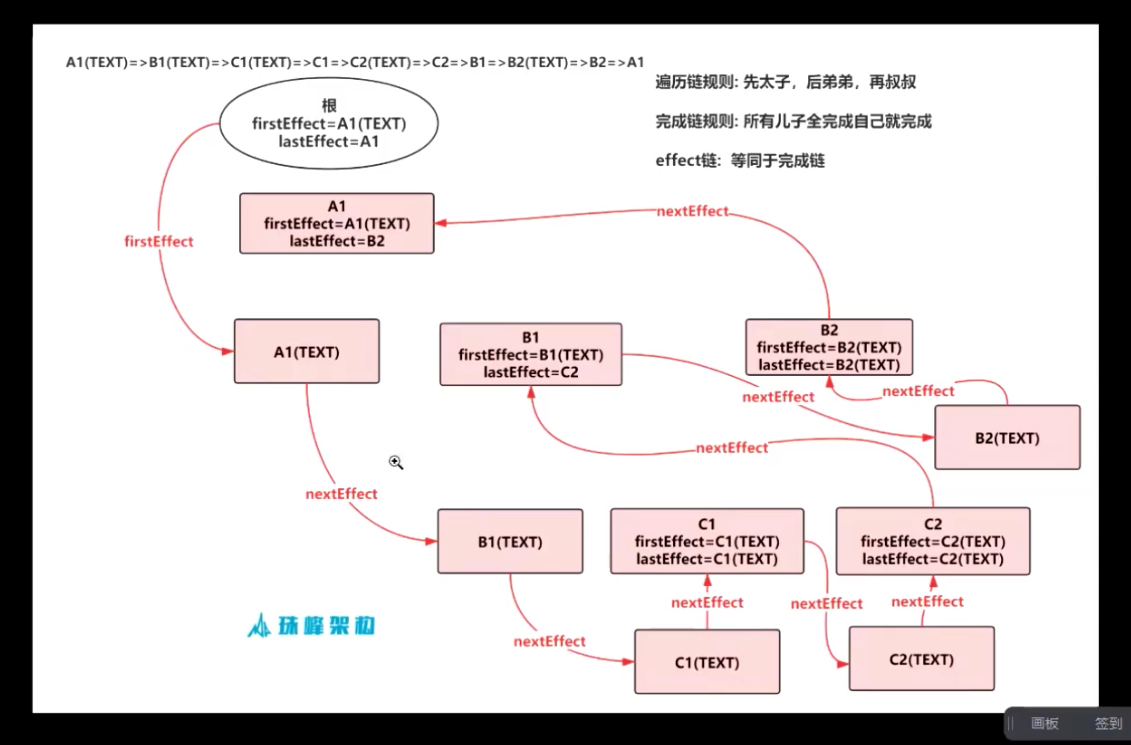 A1(TEXT)=>B1(TEXT)=>C1(TEXT)=>C1=>C2(TEXT)=>C2=>B1=>B2(TEXT)=>B2=>A1
遍历链规则: 先太子，后弟弟，再叔叔
完成链规则: 所有儿子全完成自己就完成
effect链: 等同于完成链
根
firstEffect=A1(TEXT)
lastEffect=A1
A1
firstEffect=A1(TEXT)
lastEffect=B2
nextEffect
firstEffect
A1(TEXT)
B1
firstEffect=B1(TEXT)
lastEffect=C2
B2
firstEffect=B2(TEXT)
lastEffect=B2(TEXT)
nextEffect
nextEffect
B2(TEXT)
nextEffect
nextEffect
B1(TEXT)
C1
firstEffect=C1(TEXT)
lastEffect=C1(TEXT)
C2
firstEffect=C2(TEXT)
lastEffect=C2(TEXT)
nextEffect
nextEffect
nextEffect
nextEffect
C1(TEXT)
C2(TEXT)
珠峰架构
画板
签到